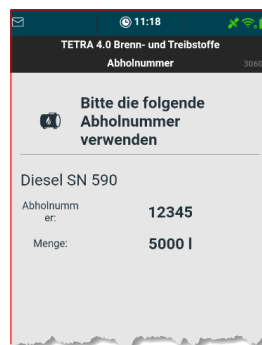 11:18
TETRA 4.0 Brenn- und Treibstoffe
Abholnummer 3060
Bitte die folgende
Abholnummer
verwenden
Diesel SN 590
Abholnumm
er: 12345
Menge: 5000 l